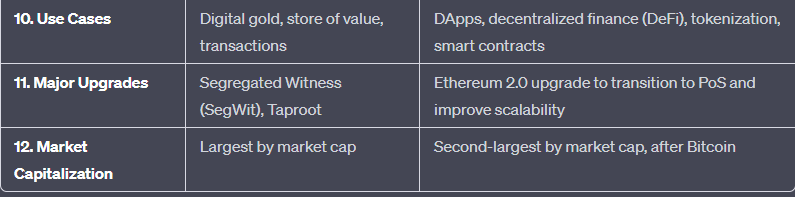 10. Use Cases
Digital gold, store of value,
transactions
DApps, decentralized finance (DeFi), tokenization,
smart contracts
11. Major Upgrades
Segregated Witness
(SegWit), Taproot
Ethereum 2.0 upgrade to transition to PoS and
improve scalability
12. Market
Capitalization
Largest by market cap
Second-largest by market cap, after Bitcoin